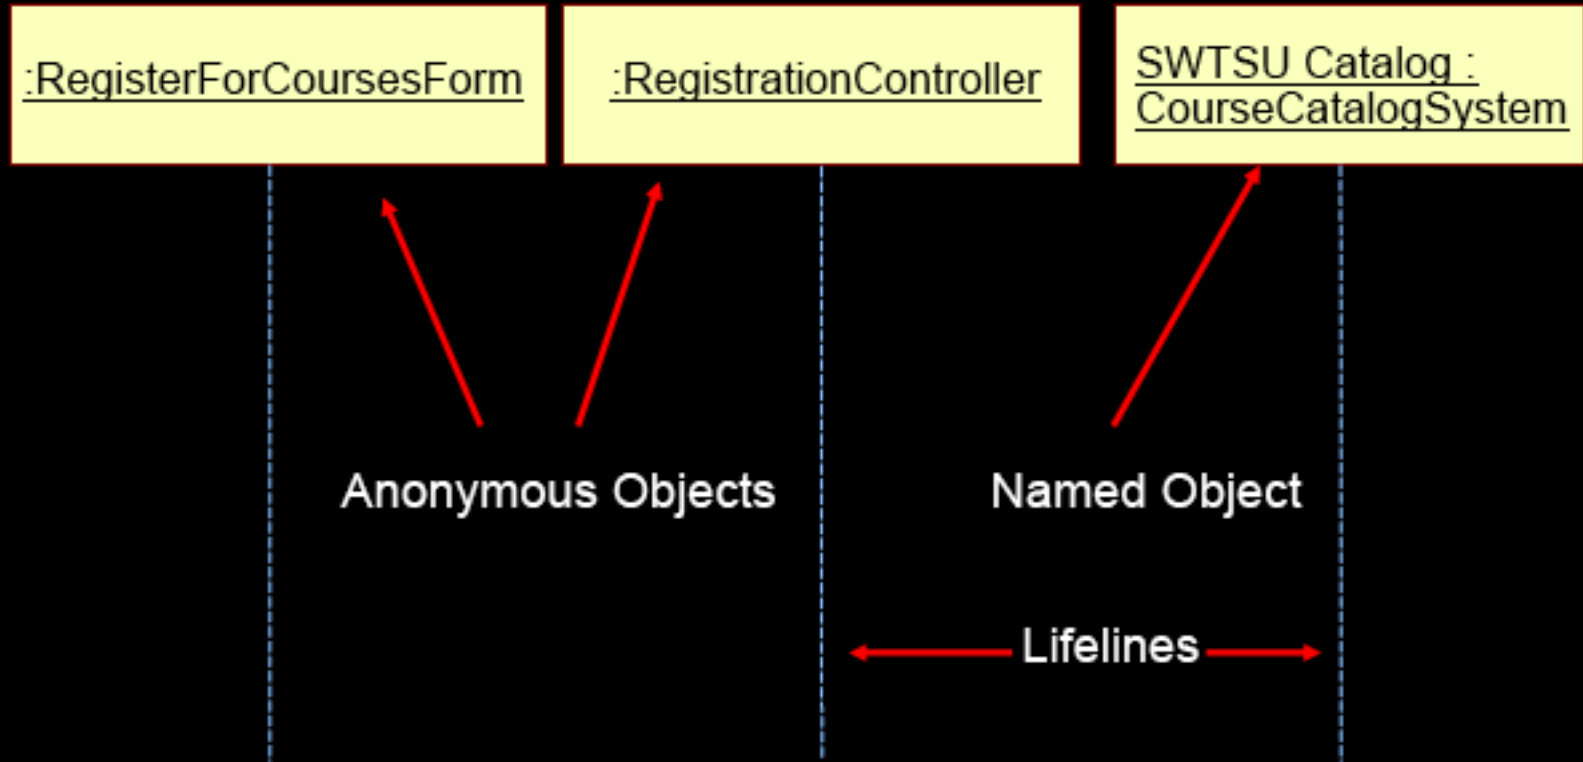 :RegisterForCoursesForm
:RegistrationController
SWTSU Catalog :
CourseCatalogSystem
Anonymous Objects
Named Object
Lifelines